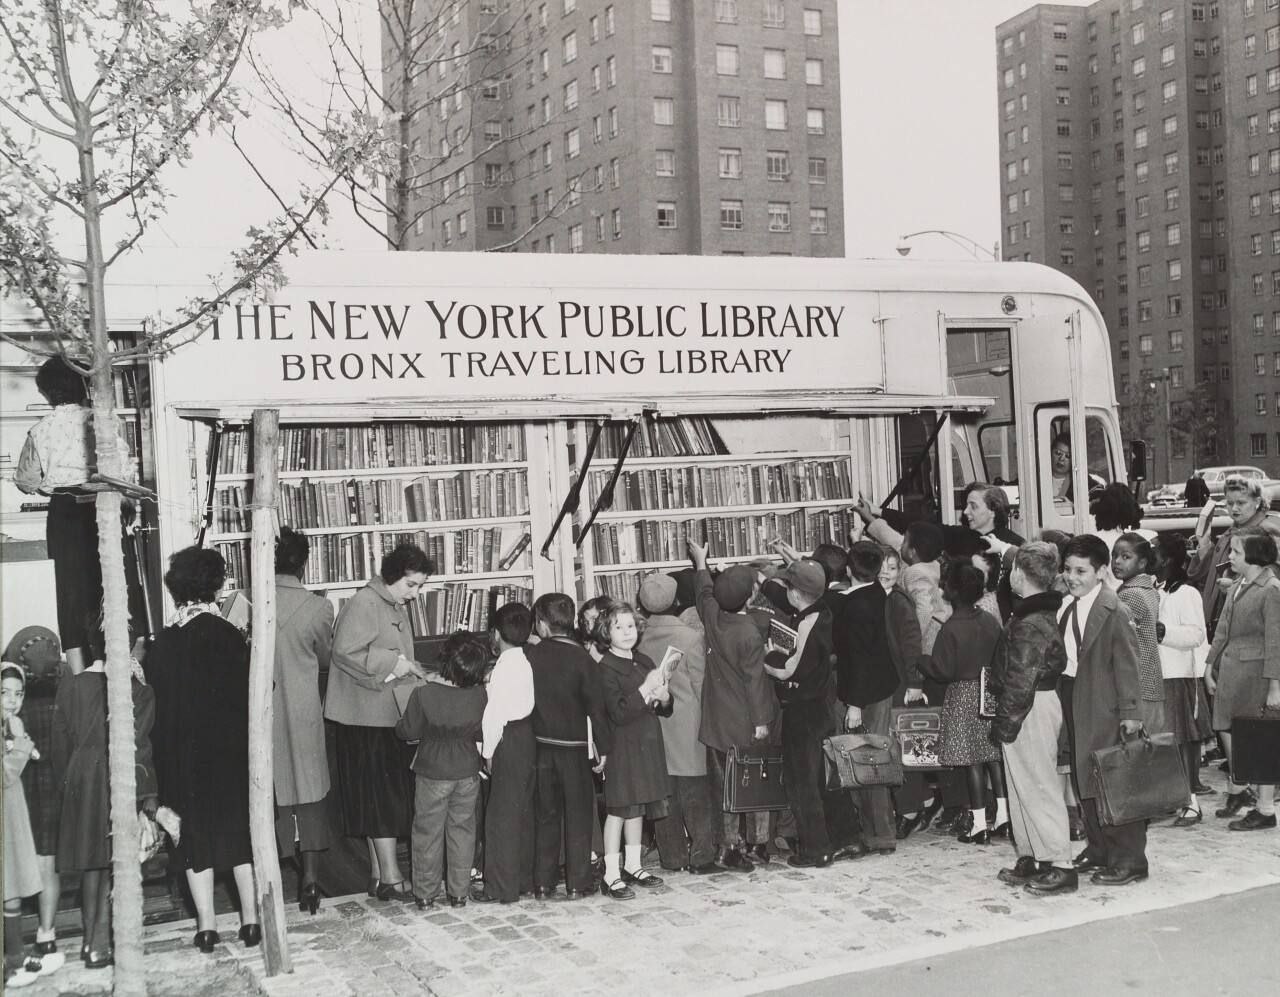 THE NEW YORK PUBLIC LIBRARY
BRONX TRAVELING LIBRARY